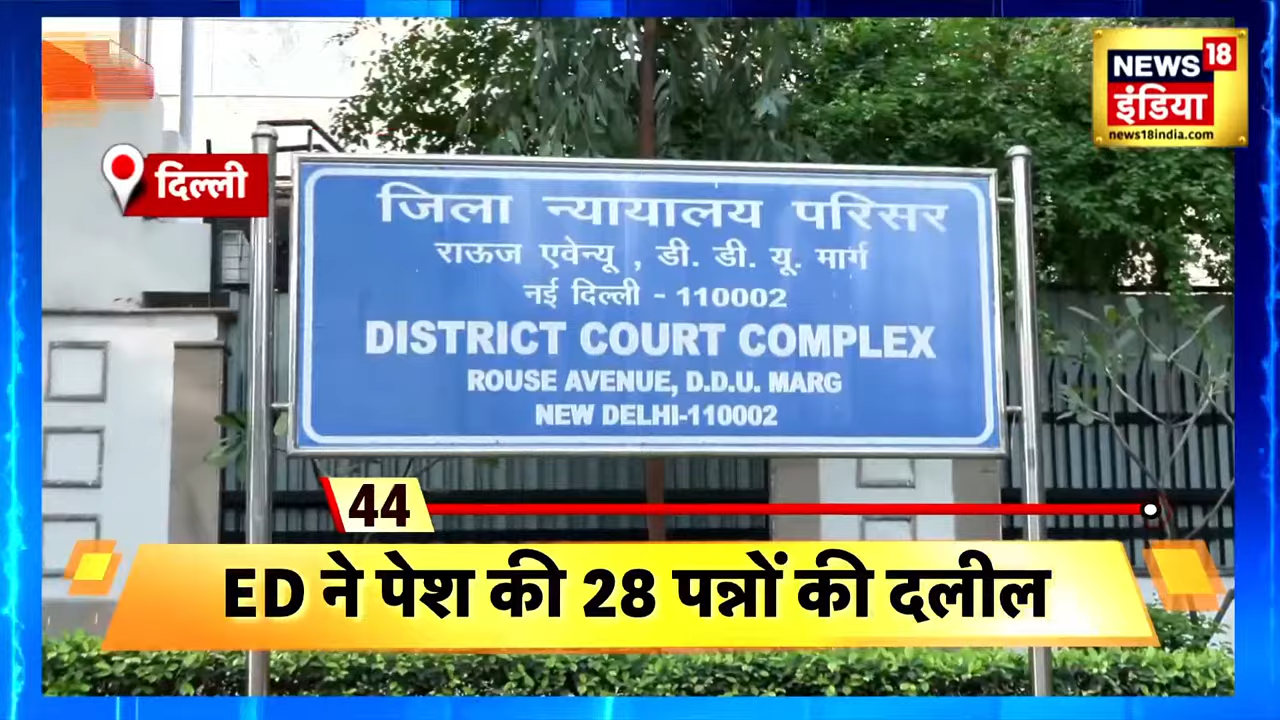 NEWS 18
इंडिया
news18india.com
दिल्ली
जिला न्यायालय परिसर
राऊज एवेन्यू , डी. डी. यू. मार्ग
नई दिल्ली - 110002
DISTRICT COURT COMPLEX
ROUSE AVENUE, D.D.U. MARG
NEW DELHI-110002
44
ED ने पेश की 28 पन्नों की दलील